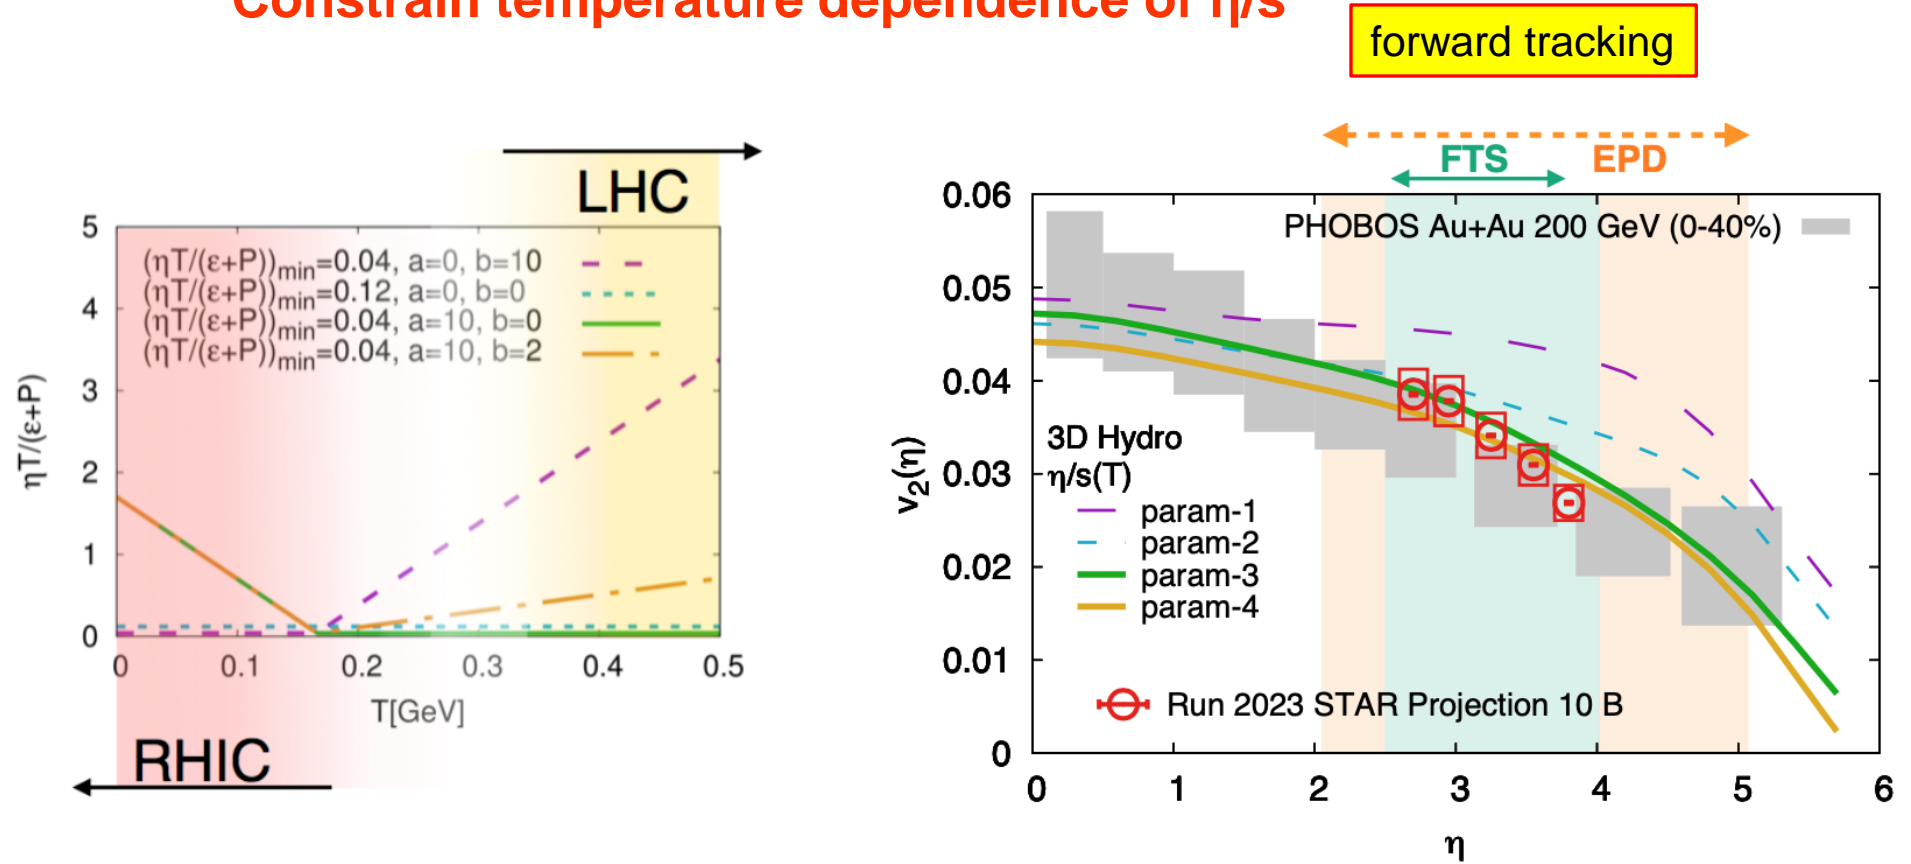 Constrain temperature dependence of η/s
forward tracking
LHC
5
4
3
2
1
0
ηT/(ε+P)
(ηT/(ε+P))min=0.04, a=0, b=10
(ηT/(ε+P))min=0.12, a=0, b=0
(ηT/(ε+P))min=0.04, a=10, b=0
(ηT/(ε+P))min=0.04, a=10, b=2
0 0.1 0.2 0.3 0.4 0.5
T[GeV]
RHIC
FTS EPD
0.06
0.05
0.04
0.03
0.02
0.01
0
v2(η)
PHOBOS Au+Au 200 GeV (0-40%)
3D Hydro
η/s(T)
param-1
param-2
param-3
param-4
Run 2023 STAR Projection 10 B
0 1 2 3 4 5 6
η